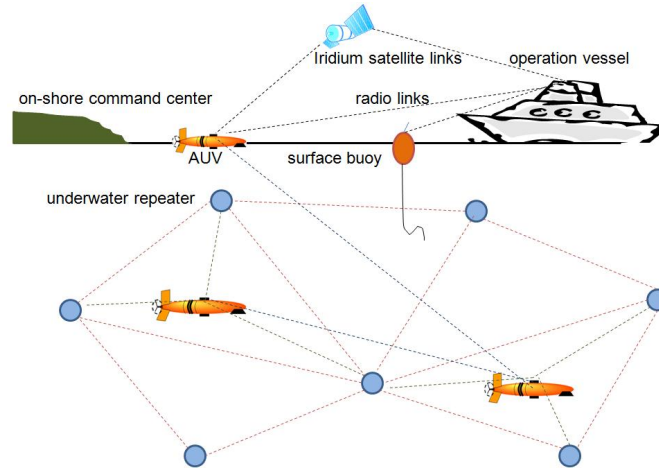 Iridium satellite links
operation vessel
on-shore command center
radio links
AUV
surface buoy
underwater repeater